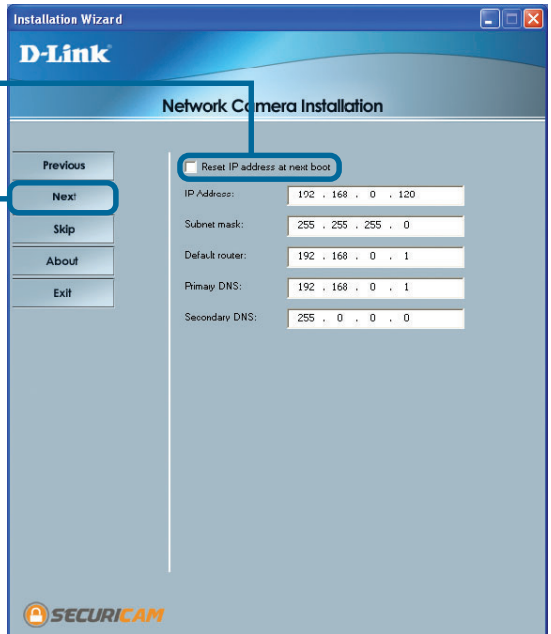 Installation Wizard
D-Link
Network Camera Installation
Previous
Next
Skip
About
Exit
Reset IP address at next boot
IP Address: 192 . 168 . 0 . 120
Subnet mask: 255 . 255 . 255 . 0
Default router: 192 . 168 . 0 . 1
Primary DNS: 192 . 168 . 0 . 1
Secondary DNS: 255 . 0 . 0 . 0
SECURICAM